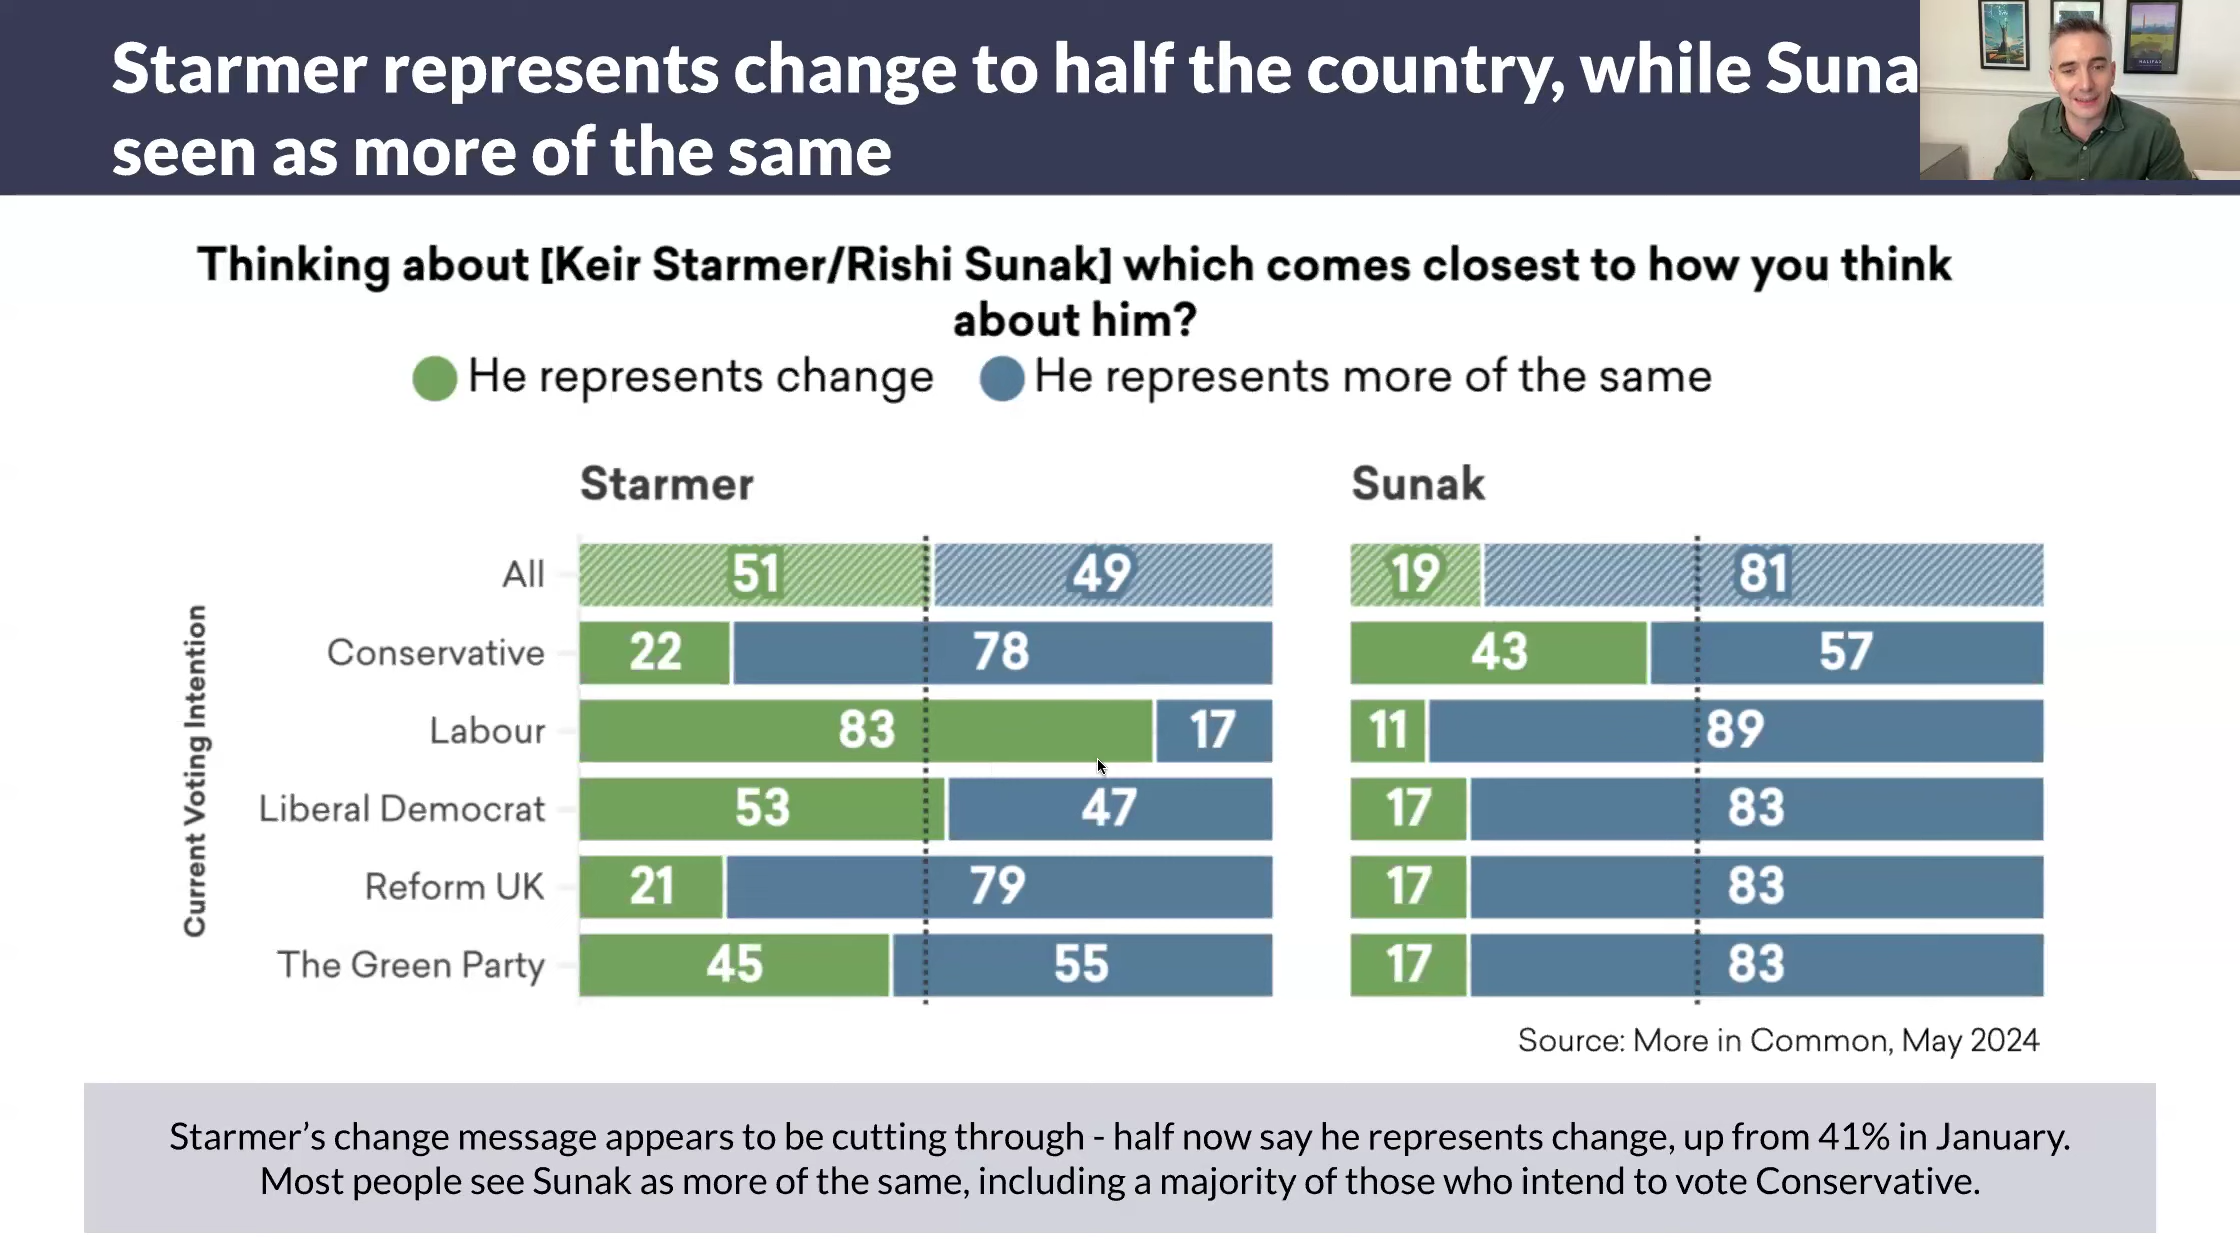 Starmer represents change to half the country, while Suna
seen as more of the same
HALIFAX
Thinking about [Keir Starmer/Rishi Sunak] which comes closest to how you think
about him?
He represents change He represents more of the same
Starmer Sunak
Current Voting Intention
All 51 49 19 81
Conservative 22 78 43 57
Labour 83 17 11 89
Liberal Democrat 53 47 17 83
Reform UK 21 79 17 83
The Green Party 45 55 17 83
Source: More in Common, May 2024
Starmer’s change message appears to be cutting through - half now say he represents change, up from 41% in January.
Most people see Sunak as more of the same, including a majority of those who intend to vote Conservative.